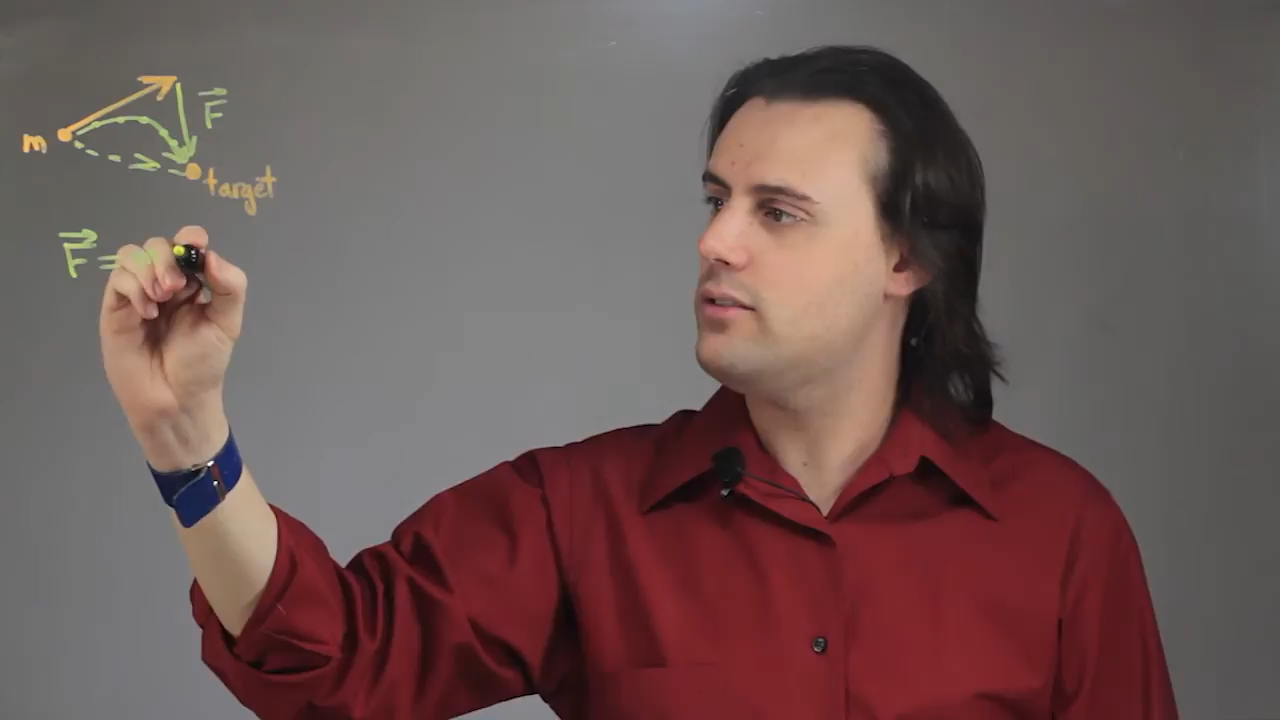 m
F⃗
target
F⃗ =